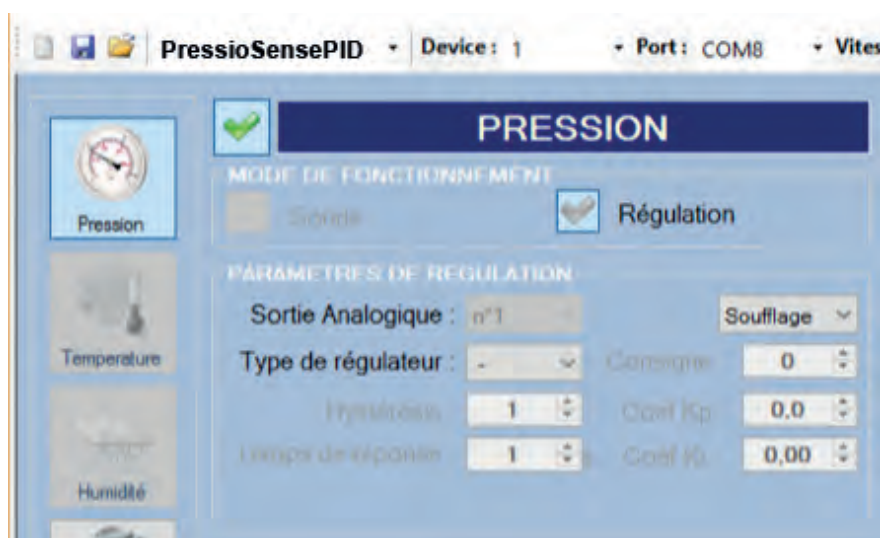 PressioSensePID Device : 1 Port : COM8 Vites
PRESSION
MODE DE FONCTIONNEMENT
Pression
Sonde
Régulation
PARAMETRES DE REGULATION
Sortie Analogique : n°1 Soufflage
Temperature
Type de régulateur : - Consigne 0
Hystérésis 1 Coef Kp 0,0
Temps de réponse 1 s Coef Ki 0,00
Humidité